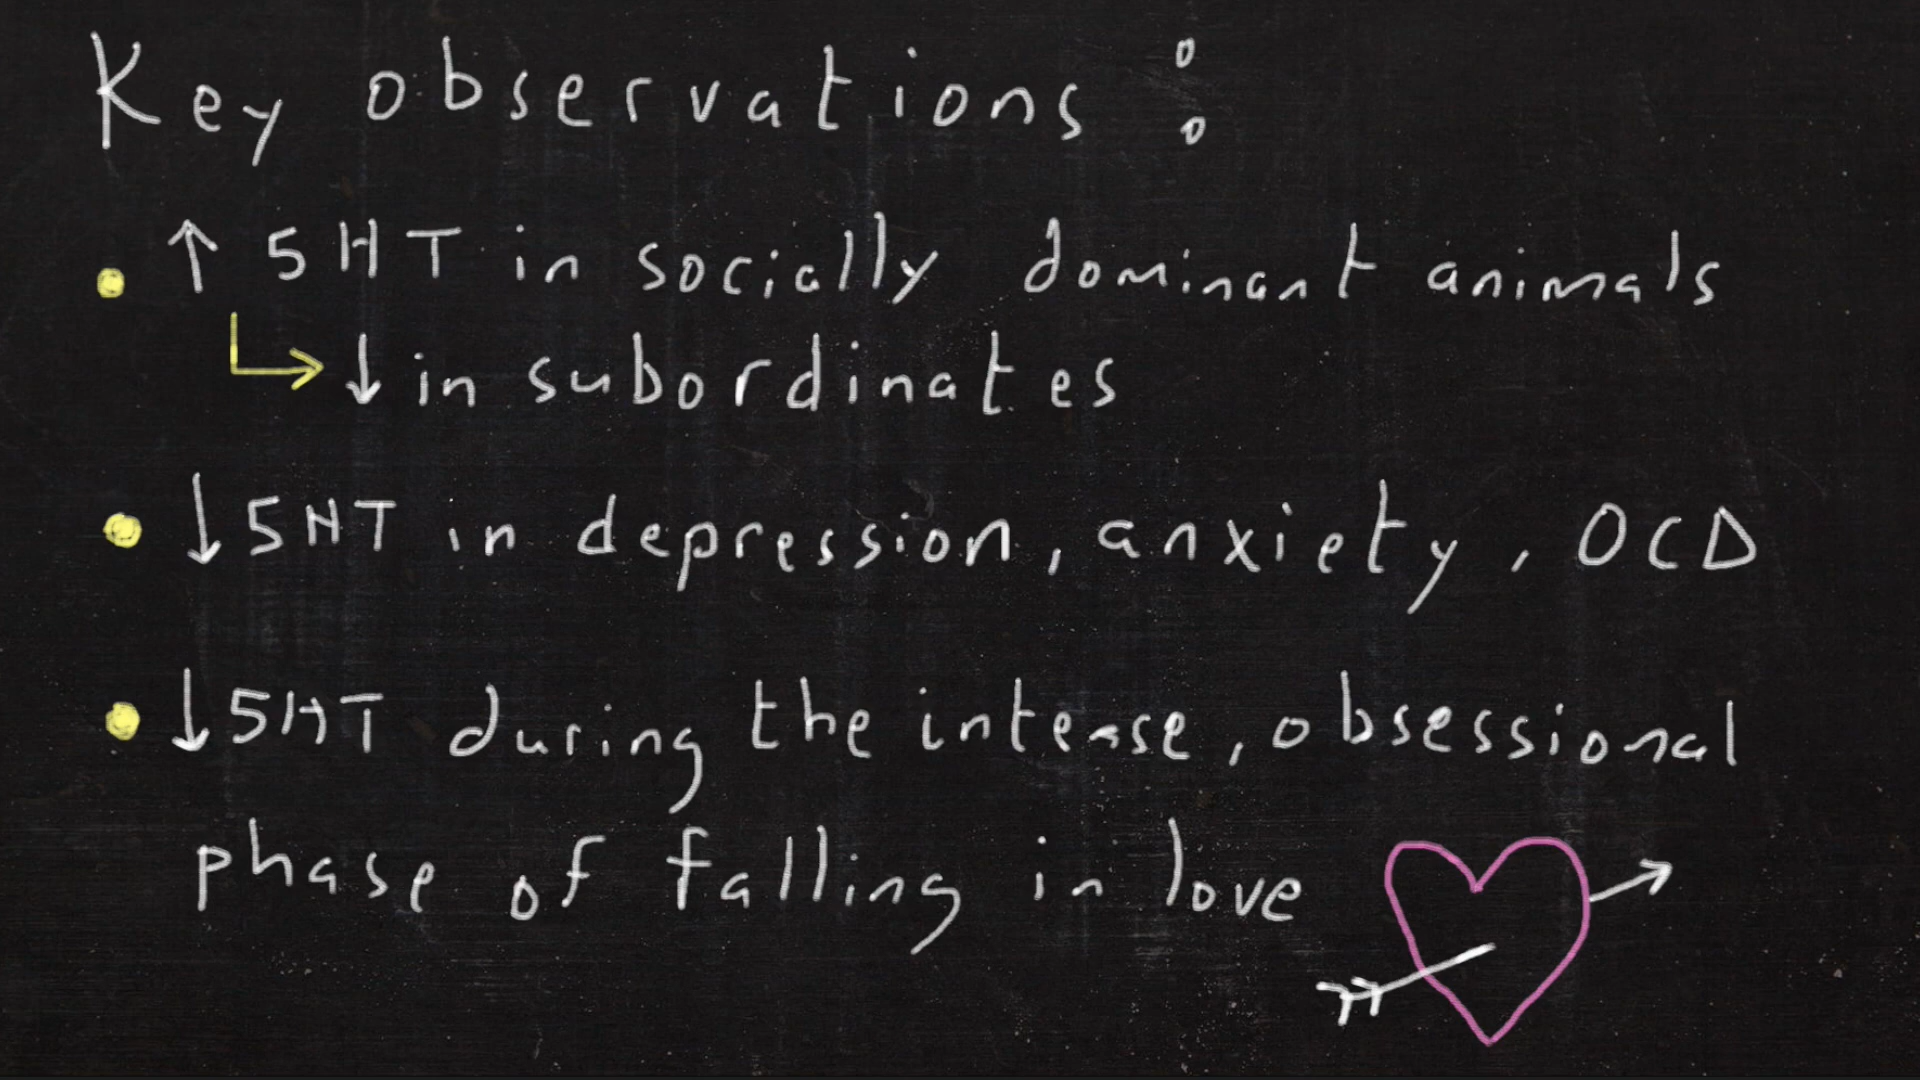 Key observations :
↑ 5HT in socially dominant animals
↓ in subordinates
↓ 5HT in depression, anxiety, OCD
↓ 5HT during the intense, obsessional
phase of falling in love